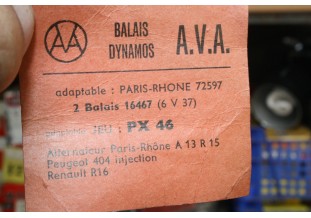 AA
BALAIS
DYNAMOS
A.V.A.
adaptable : PARIS-RHONE 72597
2 Balais 16467 (6 V 37)
JEU : PX 46
Alternateur Paris-Rhône A 13 R 15
Peugeot 404 injection
Renault R16